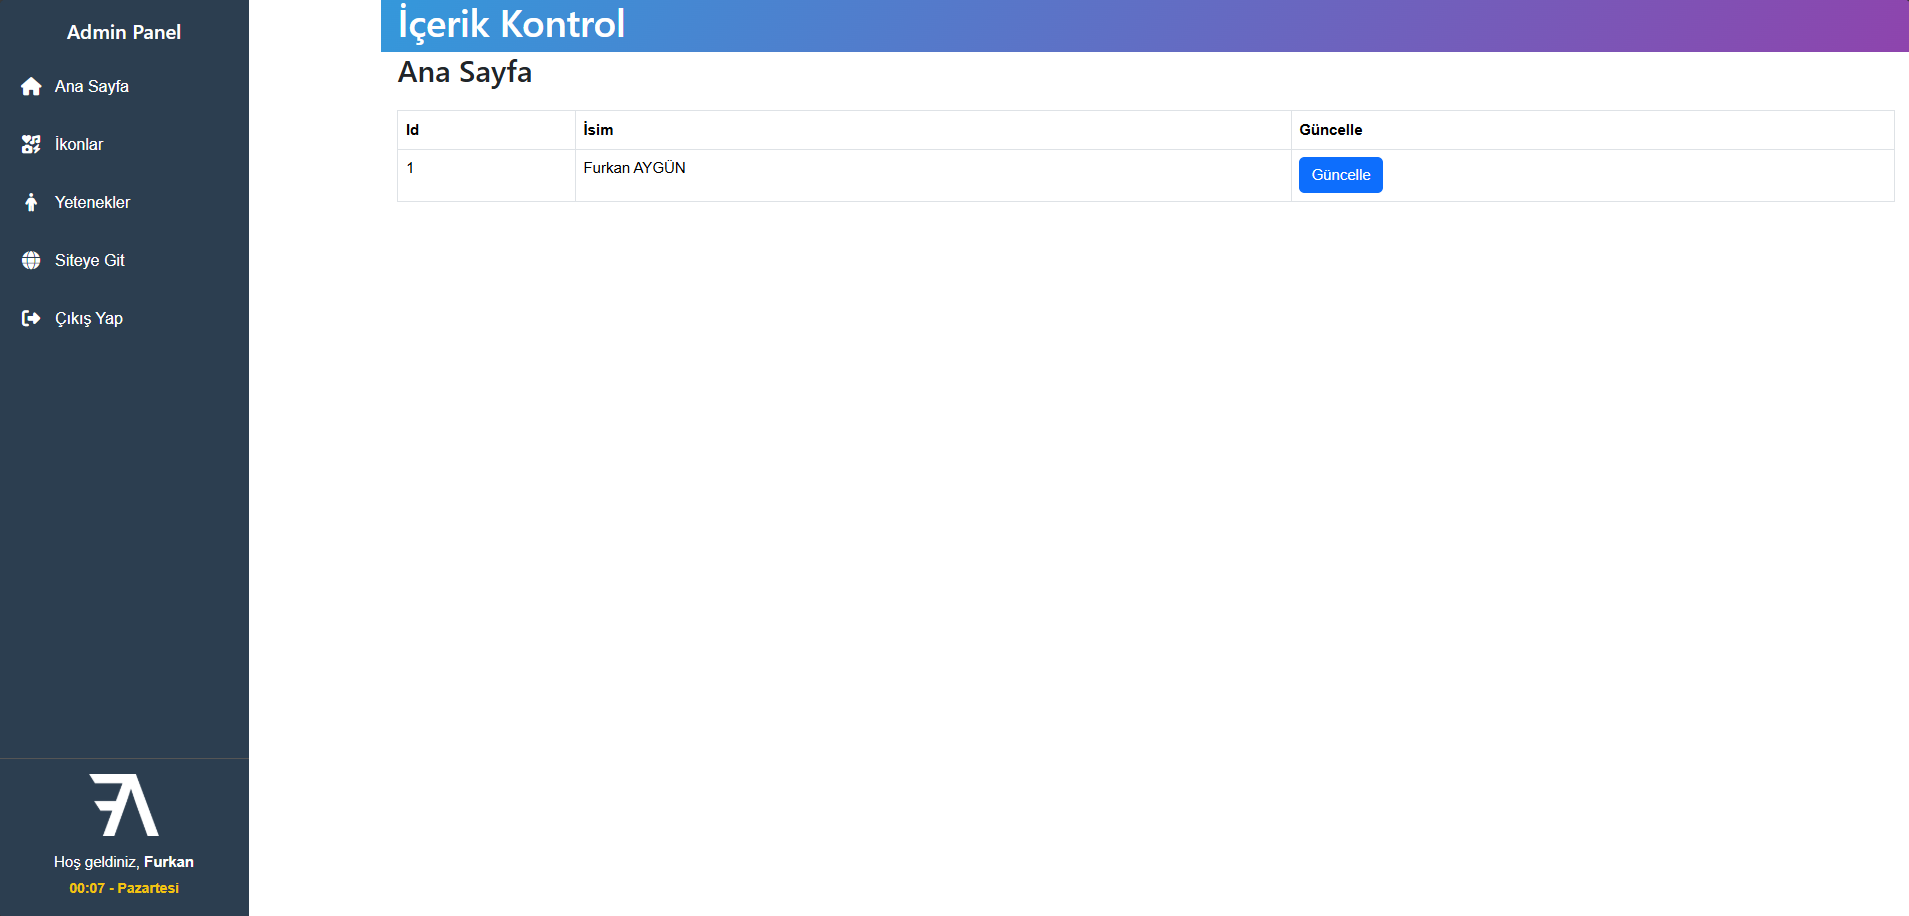 Admin Panel
Ana Sayfa
İkonlar
Yetenekler
Siteye Git
Çıkış Yap
Hoş geldiniz, Furkan
00:07 - Pazartesi
İçerik Kontrol
Ana Sayfa
Id İsim Güncelle
1 Furkan AYGÜN Güncelle